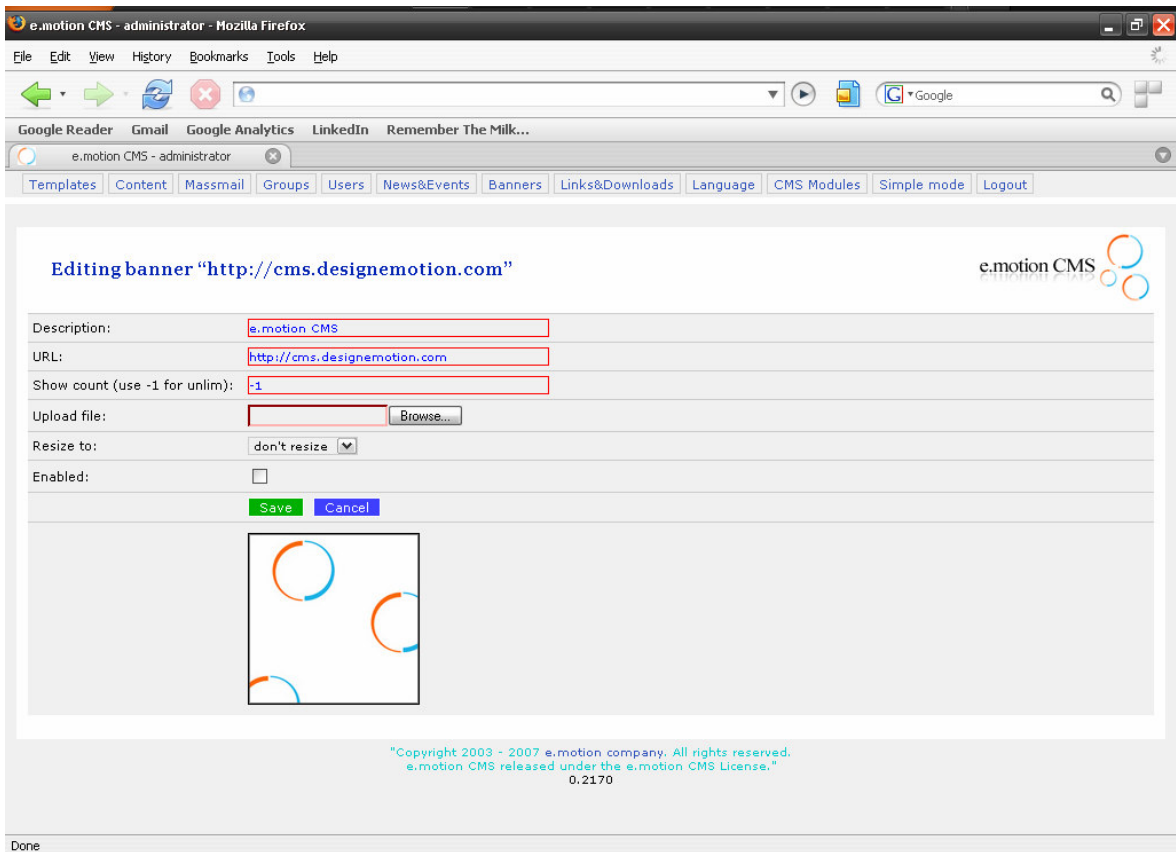 e.motion CMS - administrator - Mozilla Firefox
File Edit View History Bookmarks Tools Help
G Google
Google Reader Gmail Google Analytics LinkedIn Remember The Milk...
e.motion CMS - administrator
Templates Content Massmail Groups Users News&Events Banners Links&Downloads Language CMS Modules Simple mode Logout
Editing banner “http://cms.designemotion.com”
e.motion CMS
Description: e.motion CMS
URL: http://cms.designemotion.com
Show count (use -1 for unlim): -1
Upload file: Browse...
Resize to: don't resize
Enabled:
Save Cancel
"Copyright 2003 - 2007 e.motion company. All rights reserved.
e.motion CMS released under the e.motion CMS License."
0.2170
Done